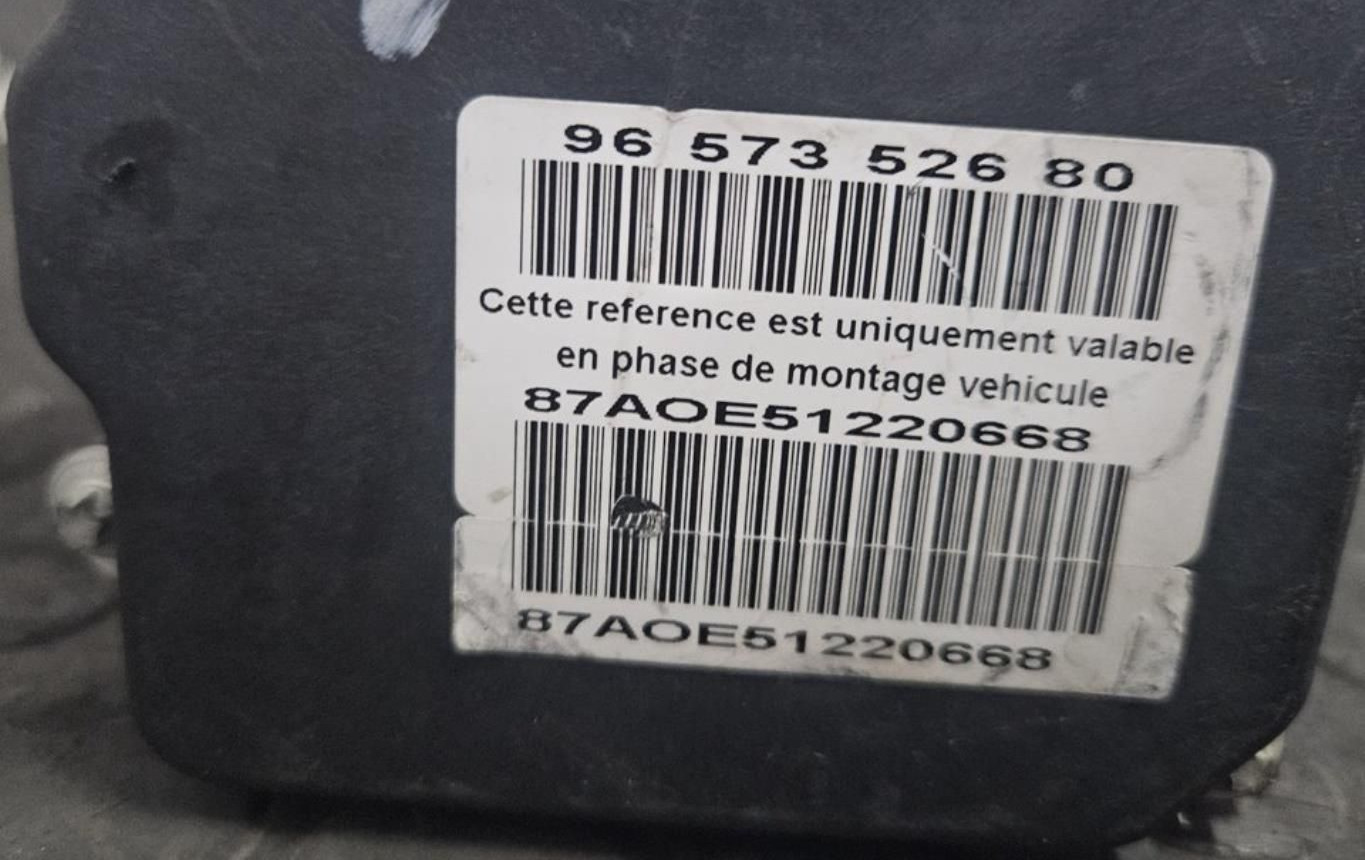 96 573 526 80
Cette reference est uniquement valable
en phase de montage vehicule
87AOE51220668
87AOE51220668